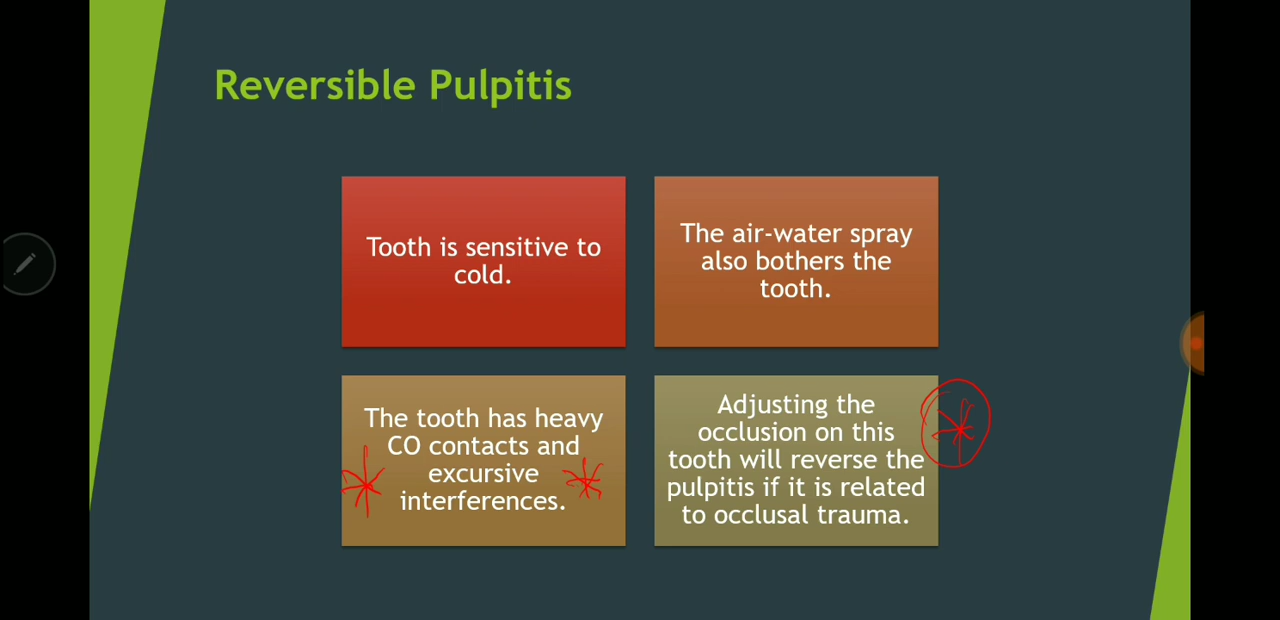 Reversible Pulpitis
Tooth is sensitive to
cold.
The air-water spray
also bothers the
tooth.
The tooth has heavy
CO contacts and
excursive
interferences.
Adjusting the
occlusion on this
tooth will reverse the
pulpitis if it is related
to occlusal trauma.